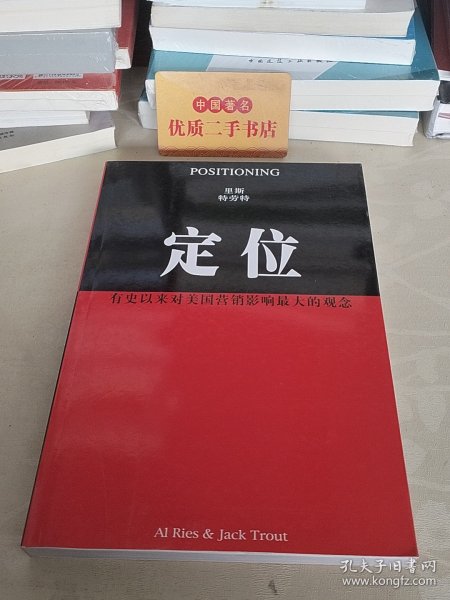 中国著名
优质二手书店
POSITIONING
里斯
特劳特
定位
有史以来对美国营销影响最大的观念
Al Ries & Jack Trout
孔夫子旧书网
www.kongfz.com